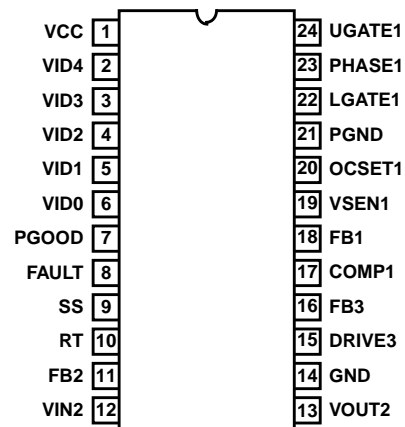 VCC 1 24 UGATE1
VID4 2 23 PHASE1
VID3 3 22 LGATE1
VID2 4 21 PGND
VID1 5 20 OCSET1
VID0 6 19 VSEN1
PGOOD 7 18 FB1
FAULT 8 17 COMP1
SS 9 16 FB3
RT 10 15 DRIVE3
FB2 11 14 GND
VIN2 12 13 VOUT2